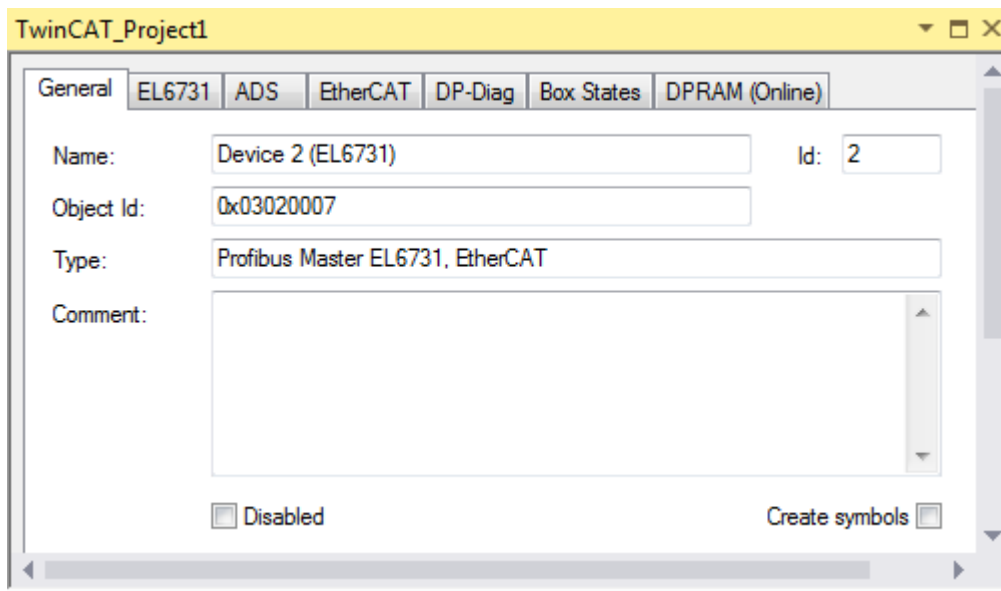 TwinCAT_Project1
General EL6731 ADS EtherCAT DP-Diag Box States DPRAM (Online)
Name: Device 2 (EL6731) Id: 2
Object Id: 0x03020007
Type: Profibus Master EL6731, EtherCAT
Comment:
Disabled Create symbols